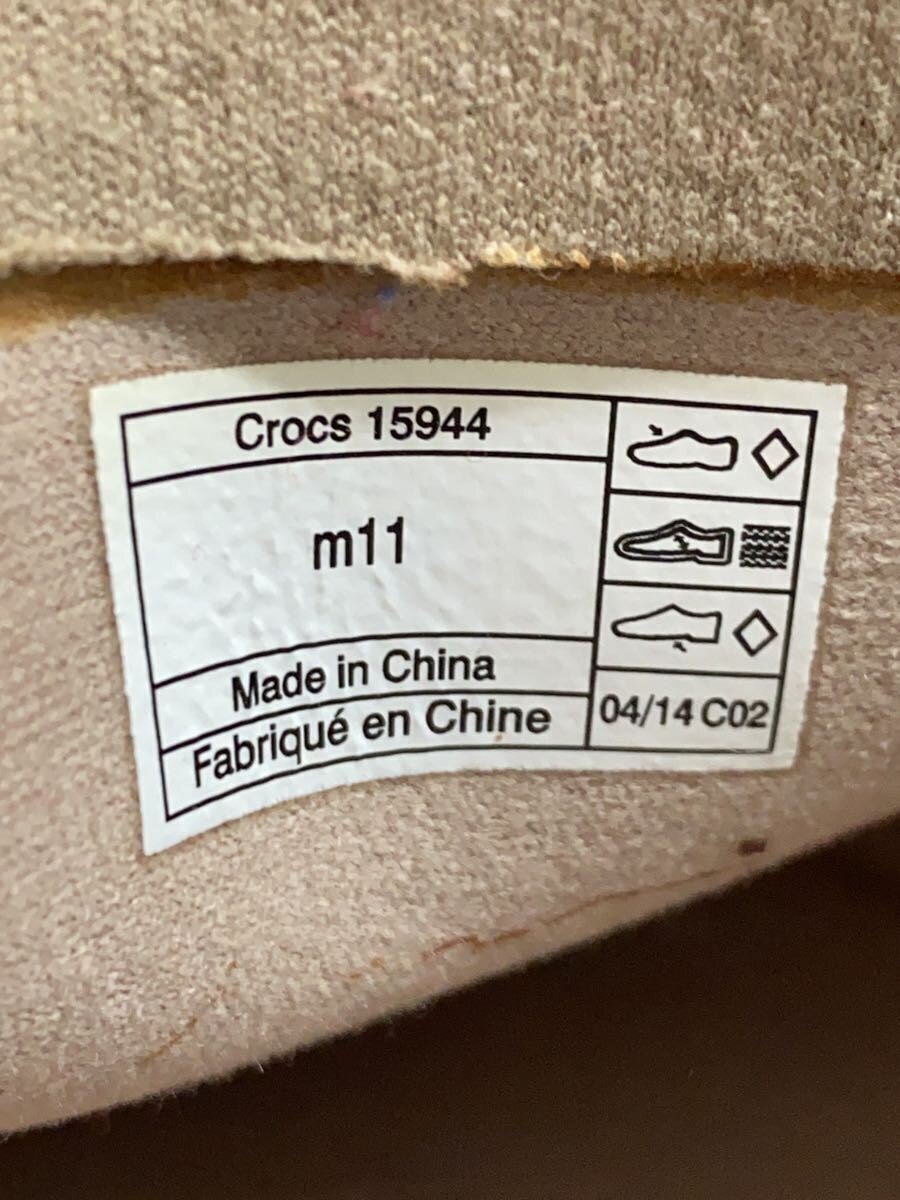 Crocs 15944
m11
Made in China
Fabriqué en Chine
04/14 C02